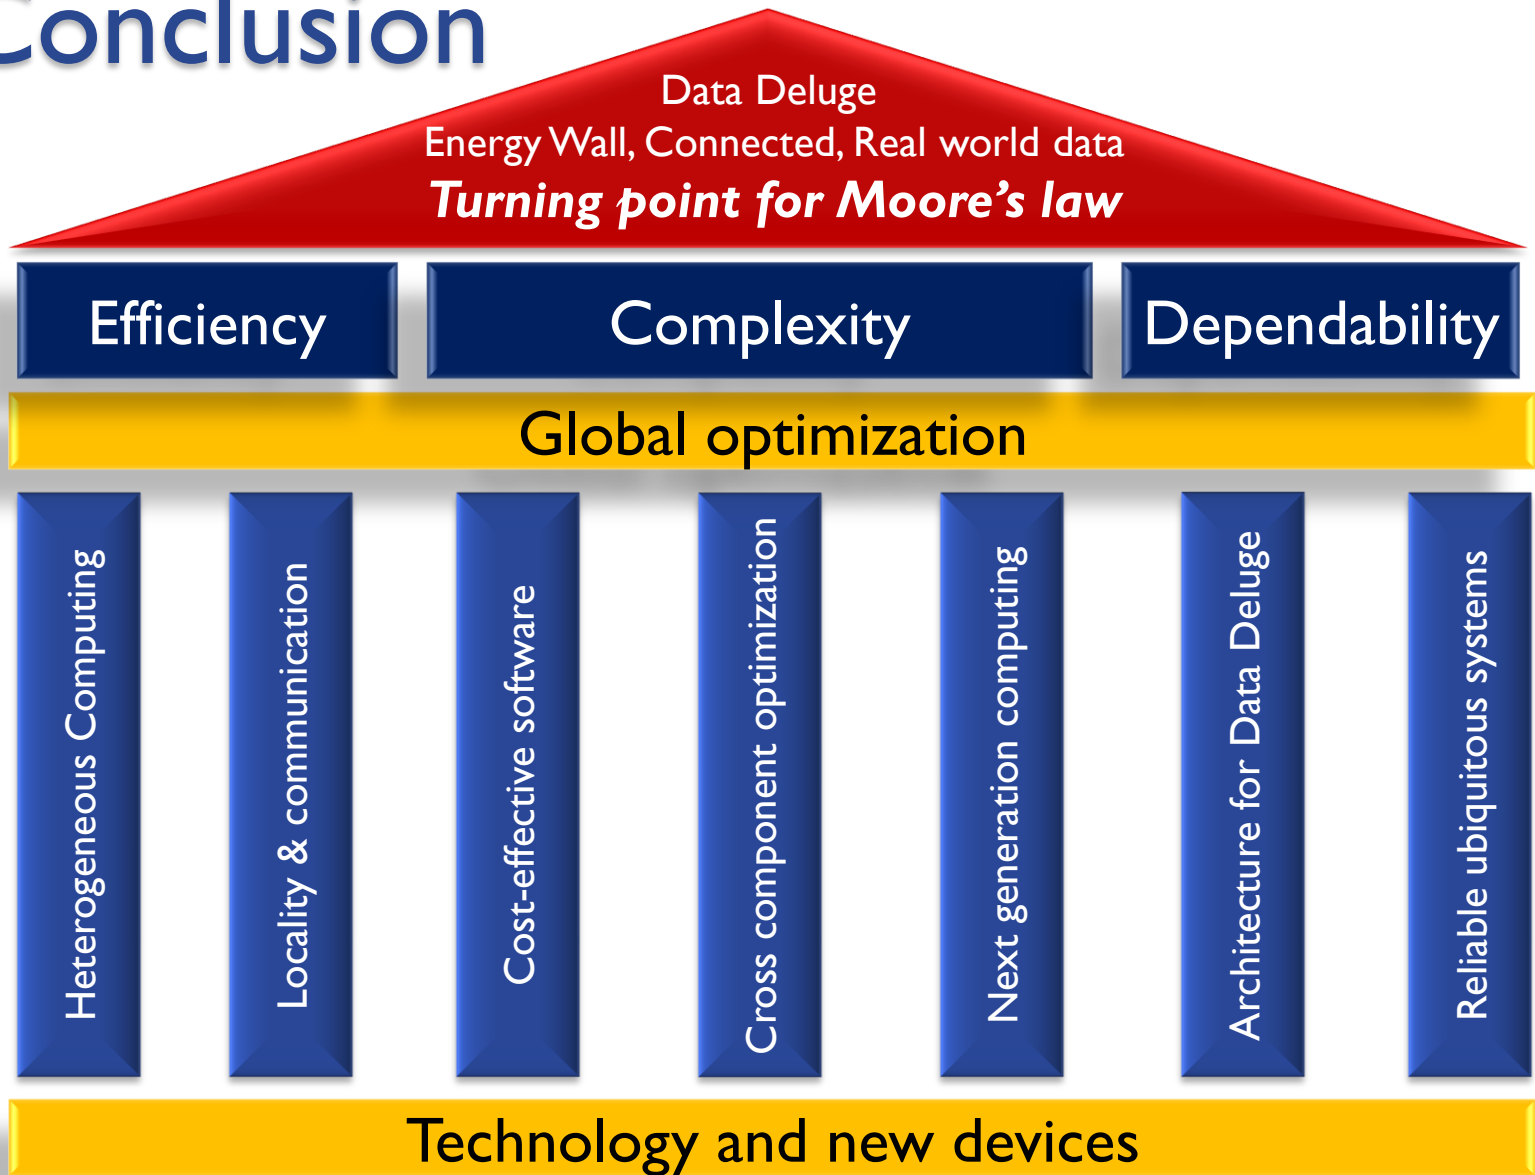 Conclusion
Data Deluge
Energy Wall, Connected, Real world data
Turning point for Moore’s law
Efficiency
Complexity
Dependability
Global optimization
Heterogeneous Computing
Locality & communication
Cost-effective software
Cross component optimization
Next generation computing
Architecture for Data Deluge
Reliable ubiquitous systems
Technology and new devices